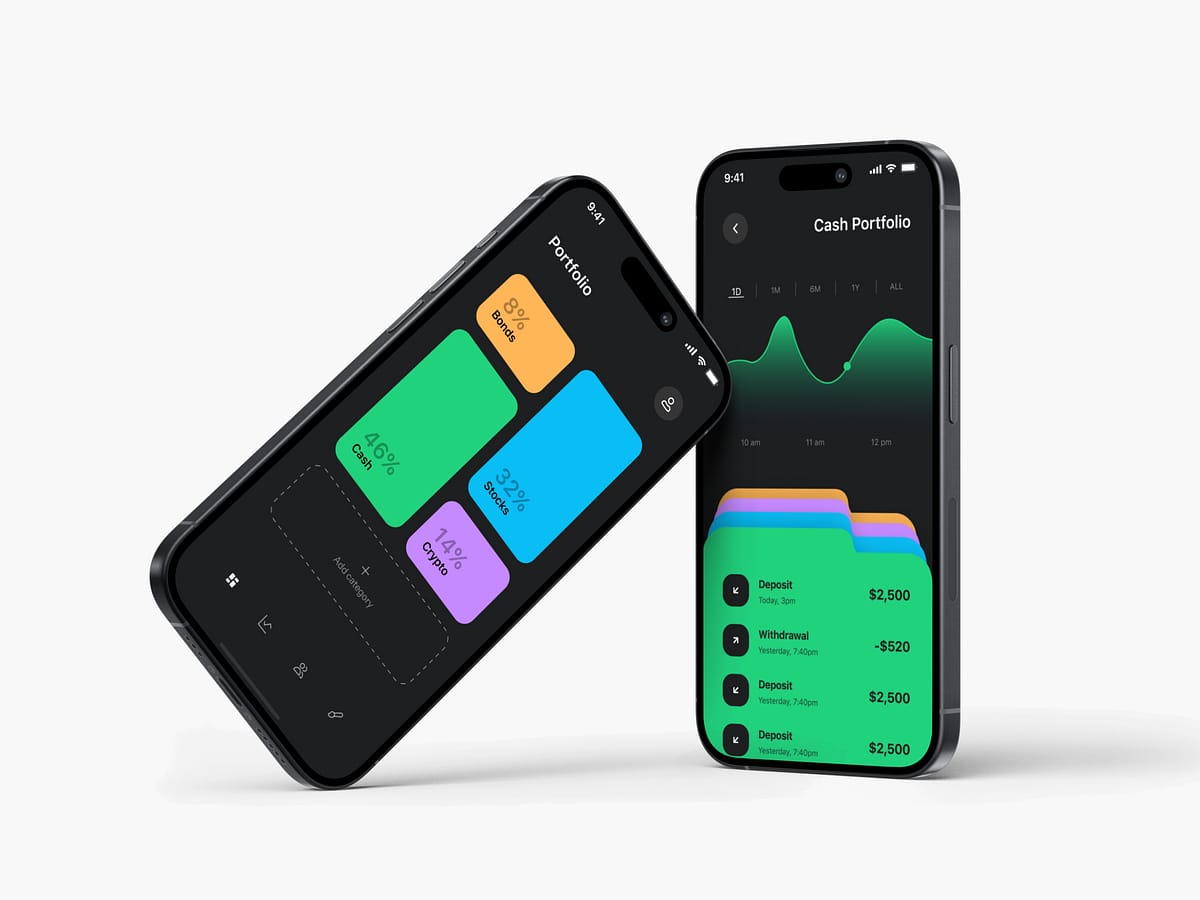 9:41
Portfolio
8%
Bonds
46%
Cash
32%
Stocks
14%
Crypto
Add category
9:41
Cash Portfolio
1D
1M
6M
1Y
ALL
10 am
11 am
12 pm
Deposit
$2,500
Today, 3pm
Withdrawal
-$520
Yesterday, 7:40pm
Deposit
$2,500
Yesterday, 7:40pm
Deposit
$2,500
Yesterday, 7:40pm